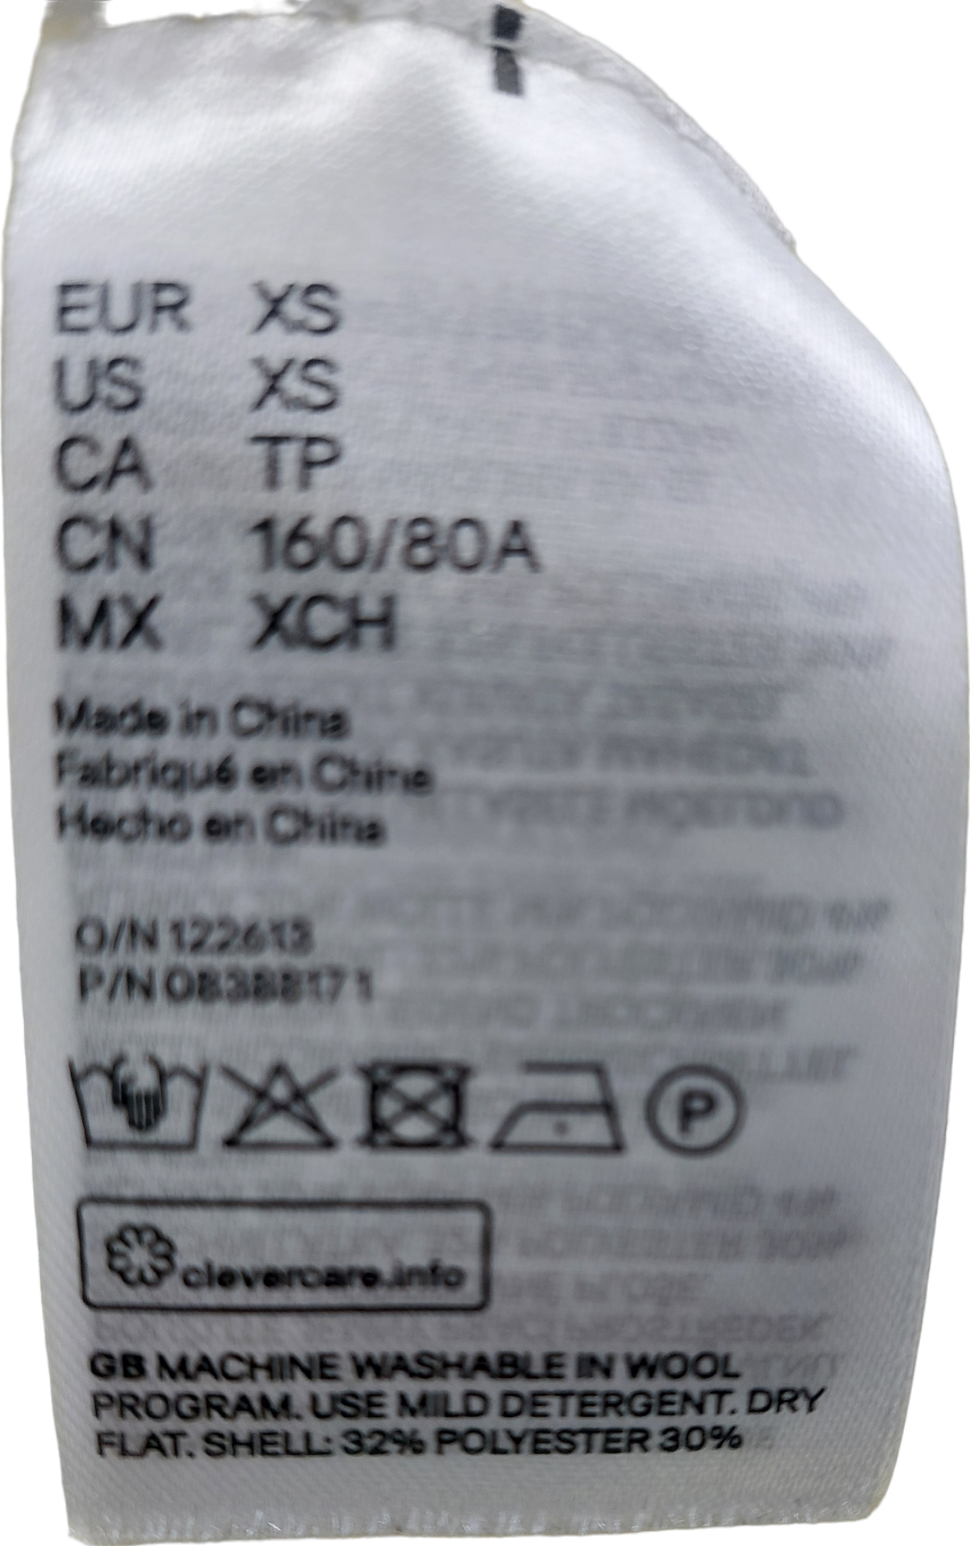 EUR XS
US XS
CA TP
CN 160/80A
MX XCH
Made in China
Fabriqué en Chine
Hecho en China
O/N 122613
P/N
P
clevercare.info
GB MACHINE WASHABLE IN WOOL
PROGRAM. USE MILD DETERGENT. DRY
FLAT. SHELL: 32% POLYESTER 30%